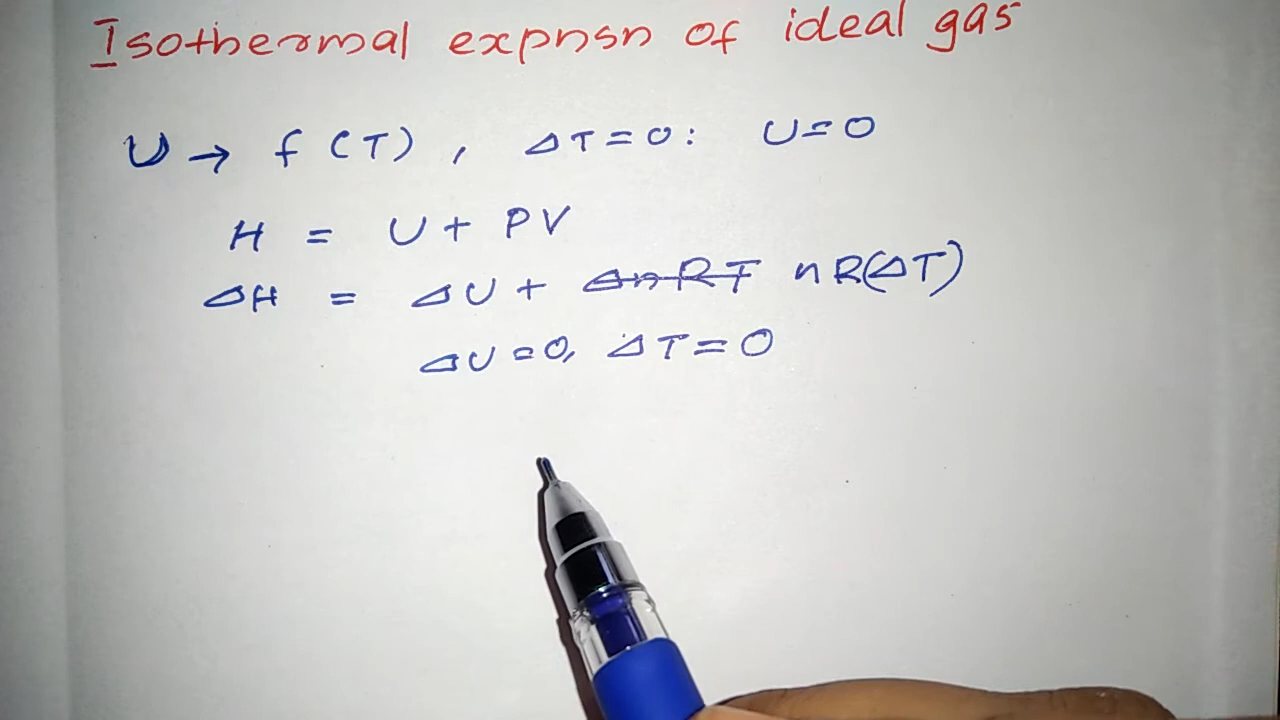 Isothermal expnsn of ideal gas
U → f (T) , ΔT=0: U=0
H = U + PV
ΔH = ΔU + ΔnRT nR(ΔT)
ΔU=0, ΔT=0